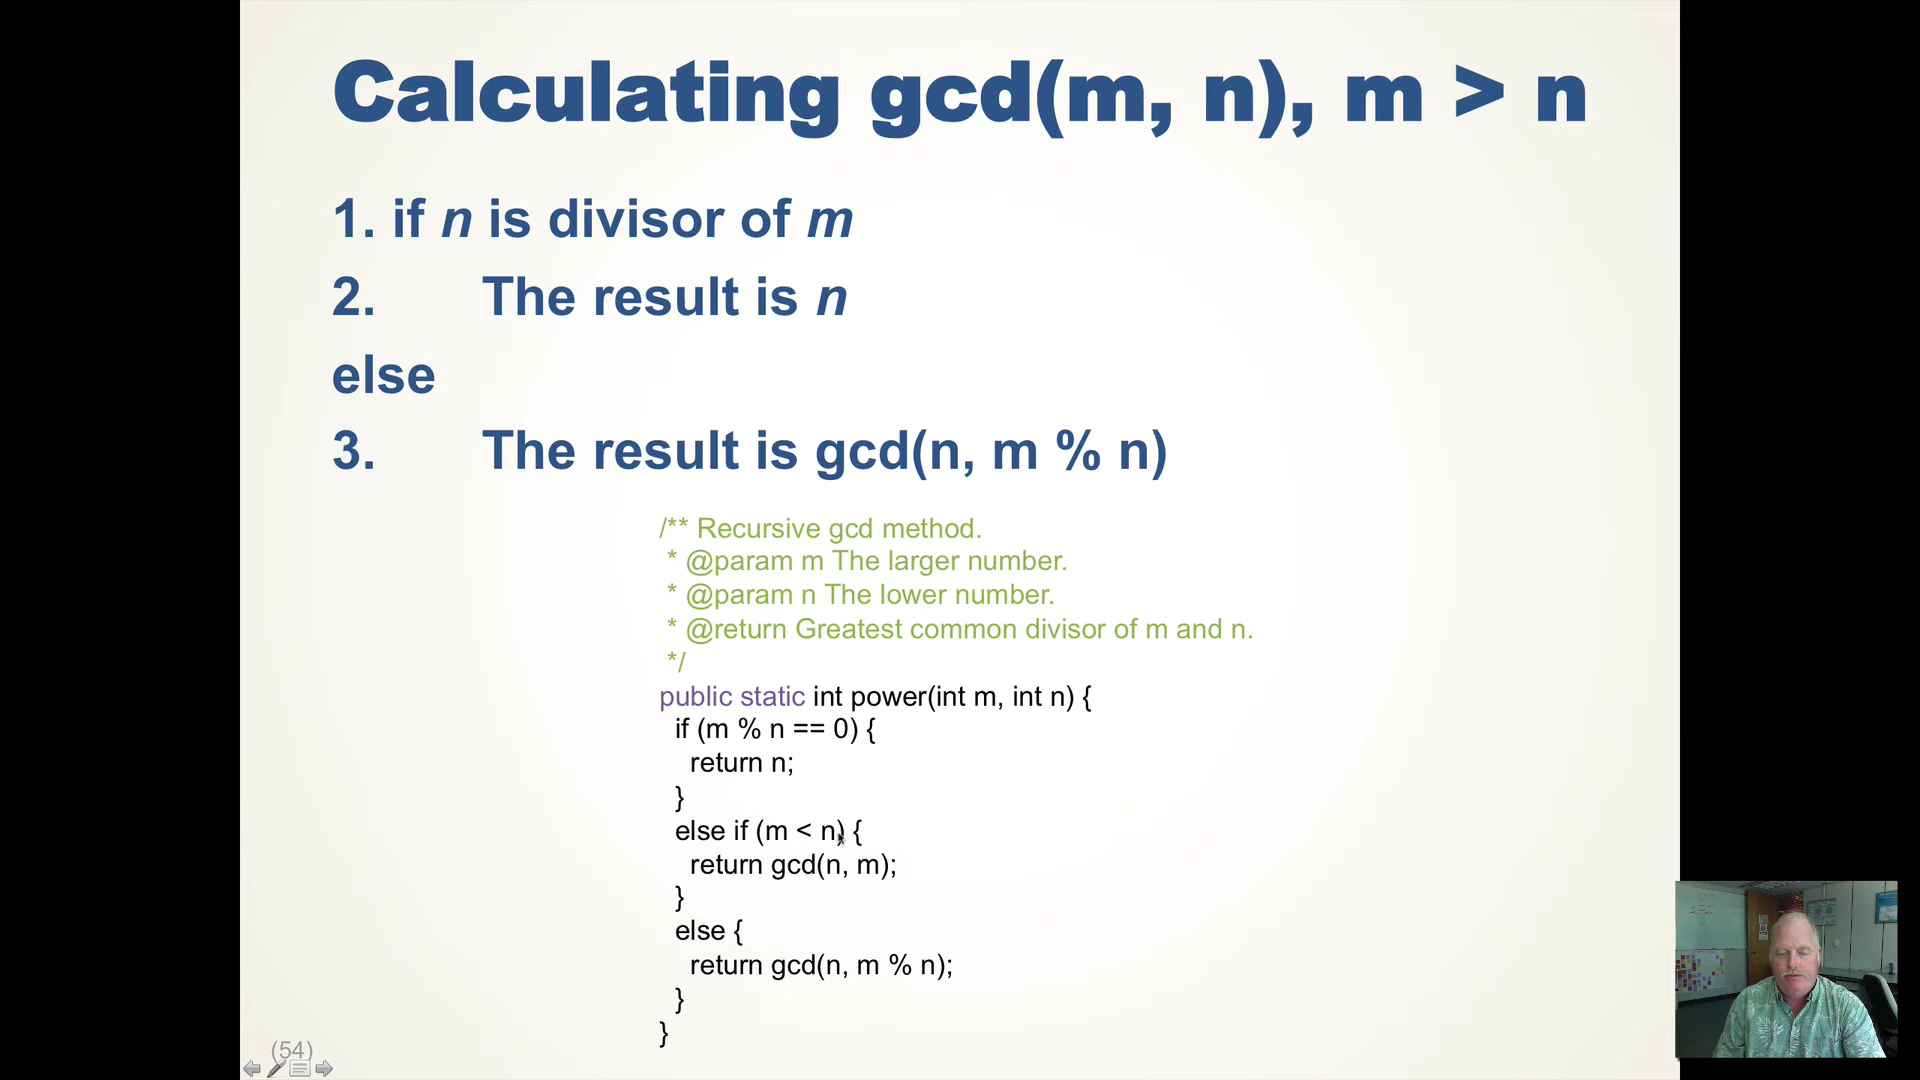 Calculating gcd(m, n), m > n
1. if n is divisor of m
2. The result is n
else
3. The result is gcd(n, m % n)
/** Recursive gcd method.
* @param m The larger number.
* @param n The lower number.
* @return Greatest common divisor of m and n.
*/
public static int power(int m, int n) {
if (m % n == 0) {
return n;
}
else if (m < n) {
return gcd(n, m);
}
else {
return gcd(n, m % n);
}
}
(54)